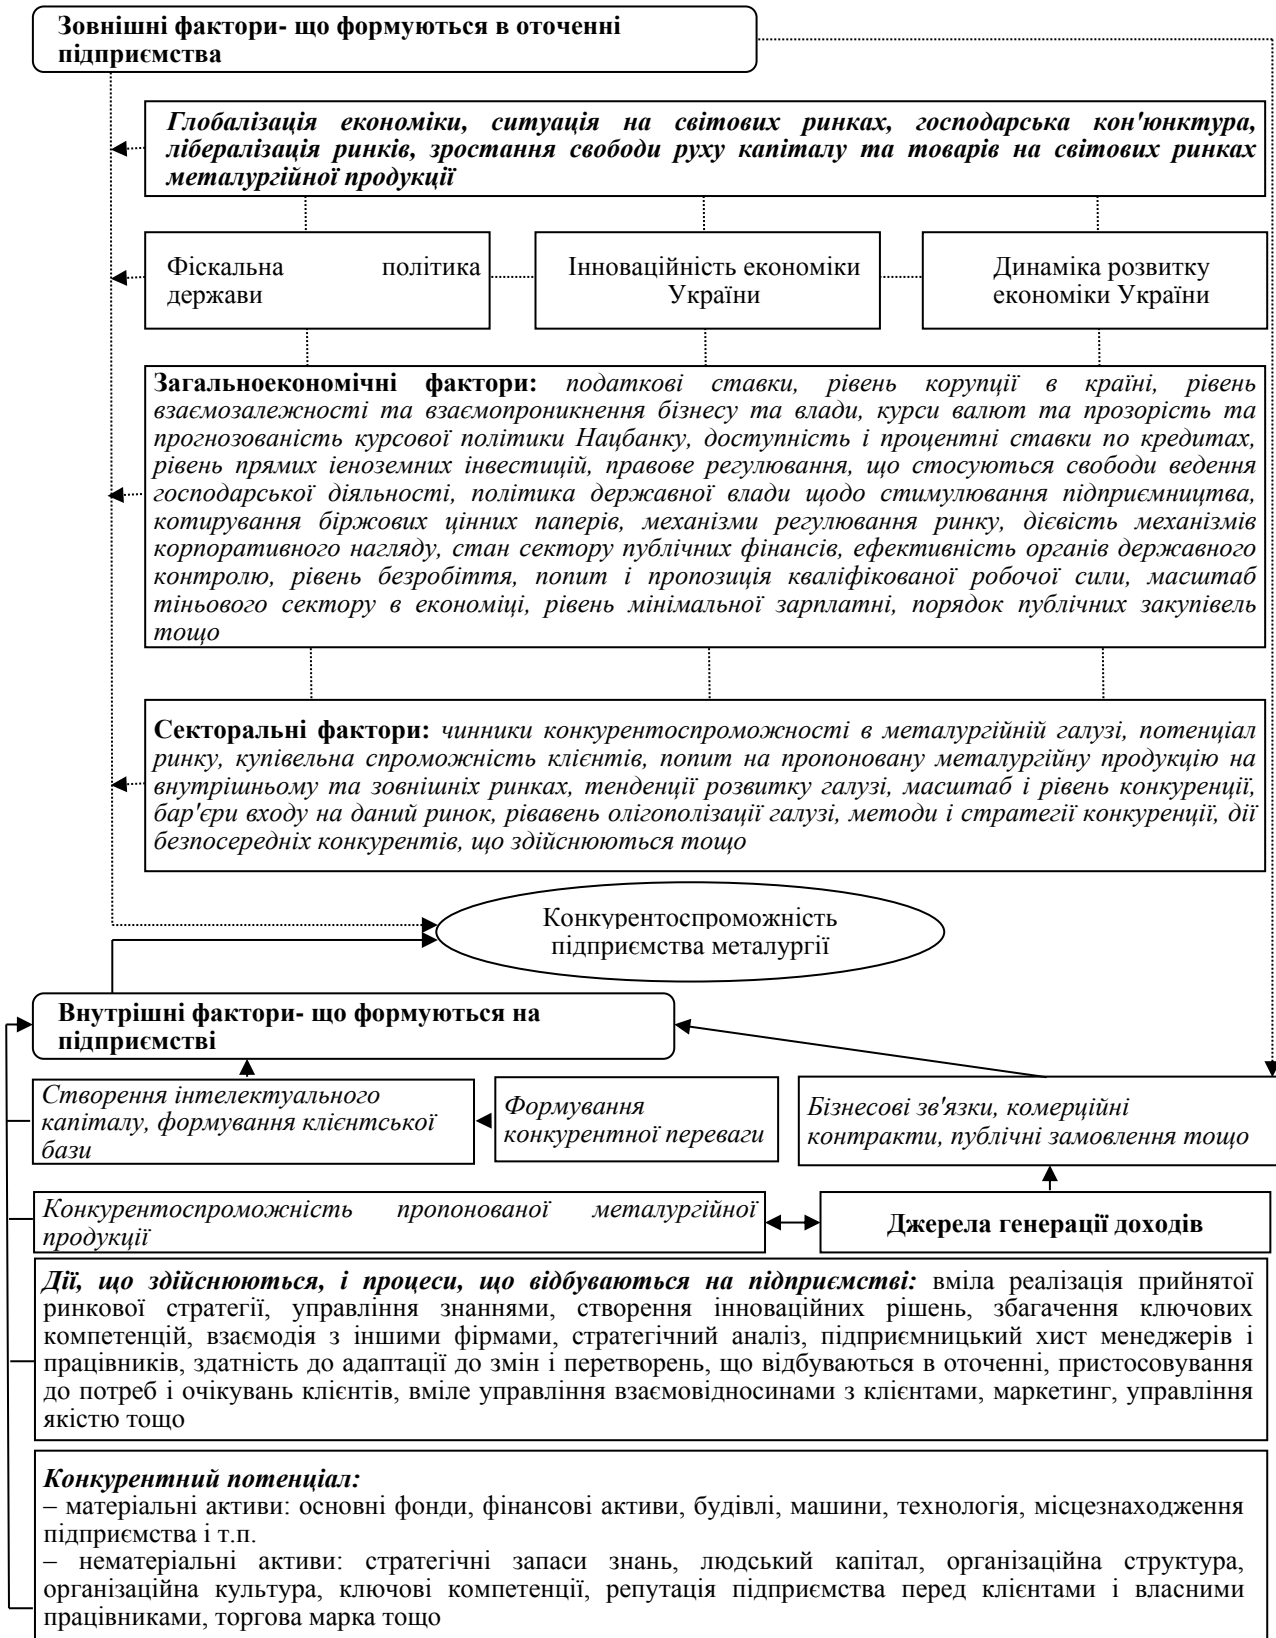 Зовнішні фактори- що формуються в оточенні
підприємства
Глобалізація економіки, ситуація на світових ринках, господарська кон'юнктура,
лібералізація ринків, зростання свободи руху капіталу та товарів на світових ринках
металургійної продукції
Фіскальна політика
держави
Інноваційність економіки
України
Динаміка розвитку
економіки України
Загальноекономічні фактори: податкові ставки, рівень корупції в країні, рівень
взаємозалежності та взаємопроникнення бізнесу та влади, курси валют та прозорість та
прогнозованість курсової політики Нацбанку, доступність і процентні ставки по кредитах,
рівень прямих іеноземних інвестицій, правове регулювання, що стосуються свободи ведення
господарської діяльності, політика державної влади щодо стимулювання підприємництва,
котирування біржових цінних паперів, механізми регулювання ринку, дієвість механізмів
корпоративного нагляду, стан сектору публічних фінансів, ефективність органів державного
контролю, рівень безробіття, попит і пропозиція кваліфікованої робочої сили, масштаб
тіньового сектору в економіці, рівень мінімальної зарплатні, порядок публічних закупівель
тощо
Секторальні фактори: чинники конкурентоспроможності в металургійній галузі, потенціал
ринку, купівельна спроможність клієнтів, попит на пропоновану металургійну продукцію на
внутрішньому та зовнішніх ринках, тенденції розвитку галузі, масштаб і рівень конкуренції,
бар'єри входу на даний ринок, рівавень олігополізації галузі, методи і стратегії конкуренції, дії
безпосередніх конкурентів, що здійснюються тощо
Конкурентоспроможність
підприємства металургії
Внутрішні фактори- що формуються на
підприємстві
Створення інтелектуального
капіталу, формування клієнтської
бази
Формування
конкурентної переваги
Бізнесові зв'язки, комерційні
контракти, публічні замовлення тощо
Конкурентоспроможність пропонованої металургійної
продукції
Джерела генерації доходів
Дії, що здійснюються, і процеси, що відбуваються на підприємстві: вміла реалізація прийнятої
ринкової стратегії, управління знаннями, створення інноваційних рішень, збагачення ключових
компетенцій, взаємодія з іншими фірмами, стратегічний аналіз, підприємницький хист менеджерів і
працівників, здатність до адаптації до змін і перетворень, що відбуваються в оточенні, пристосовування
до потреб і очікувань клієнтів, вміле управління взаємовідносинами з клієнтами, маркетинг, управління
якістю тощо
Конкурентний потенціал:
– матеріальні активи: основні фонди, фінансові активи, будівлі, машини, технологія, місцезнаходження
підприємства і т.п.
– нематеріальні активи: стратегічні запаси знань, людський капітал, організаційна структура,
організаційна культура, ключові компетенції, репутація підприємства перед клієнтами і власними
працівниками, торгова марка тощо